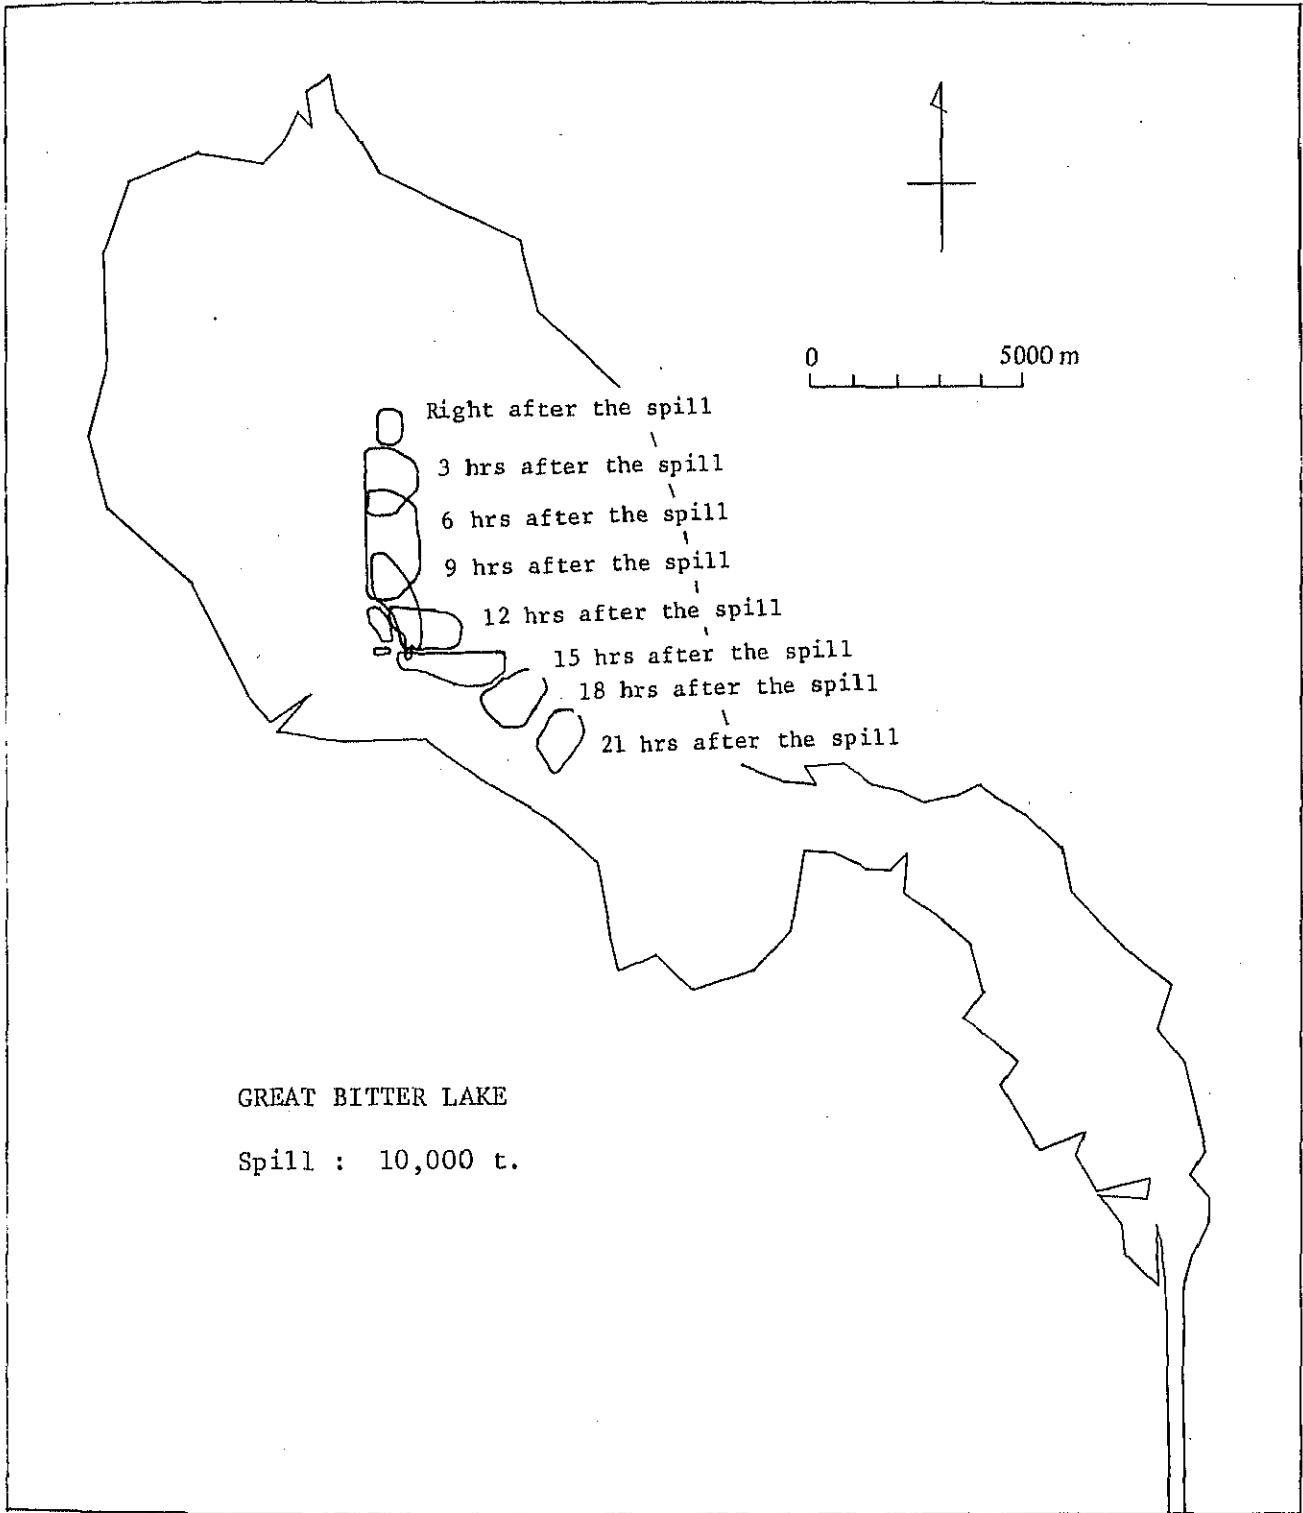 0 5000 m
Right after the spill
3 hrs after the spill
6 hrs after the spill
9 hrs after the spill
12 hrs after the spill
15 hrs after the spill
18 hrs after the spill
21 hrs after the spill
GREAT BITTER LAKE
Spill : 10,000 t.